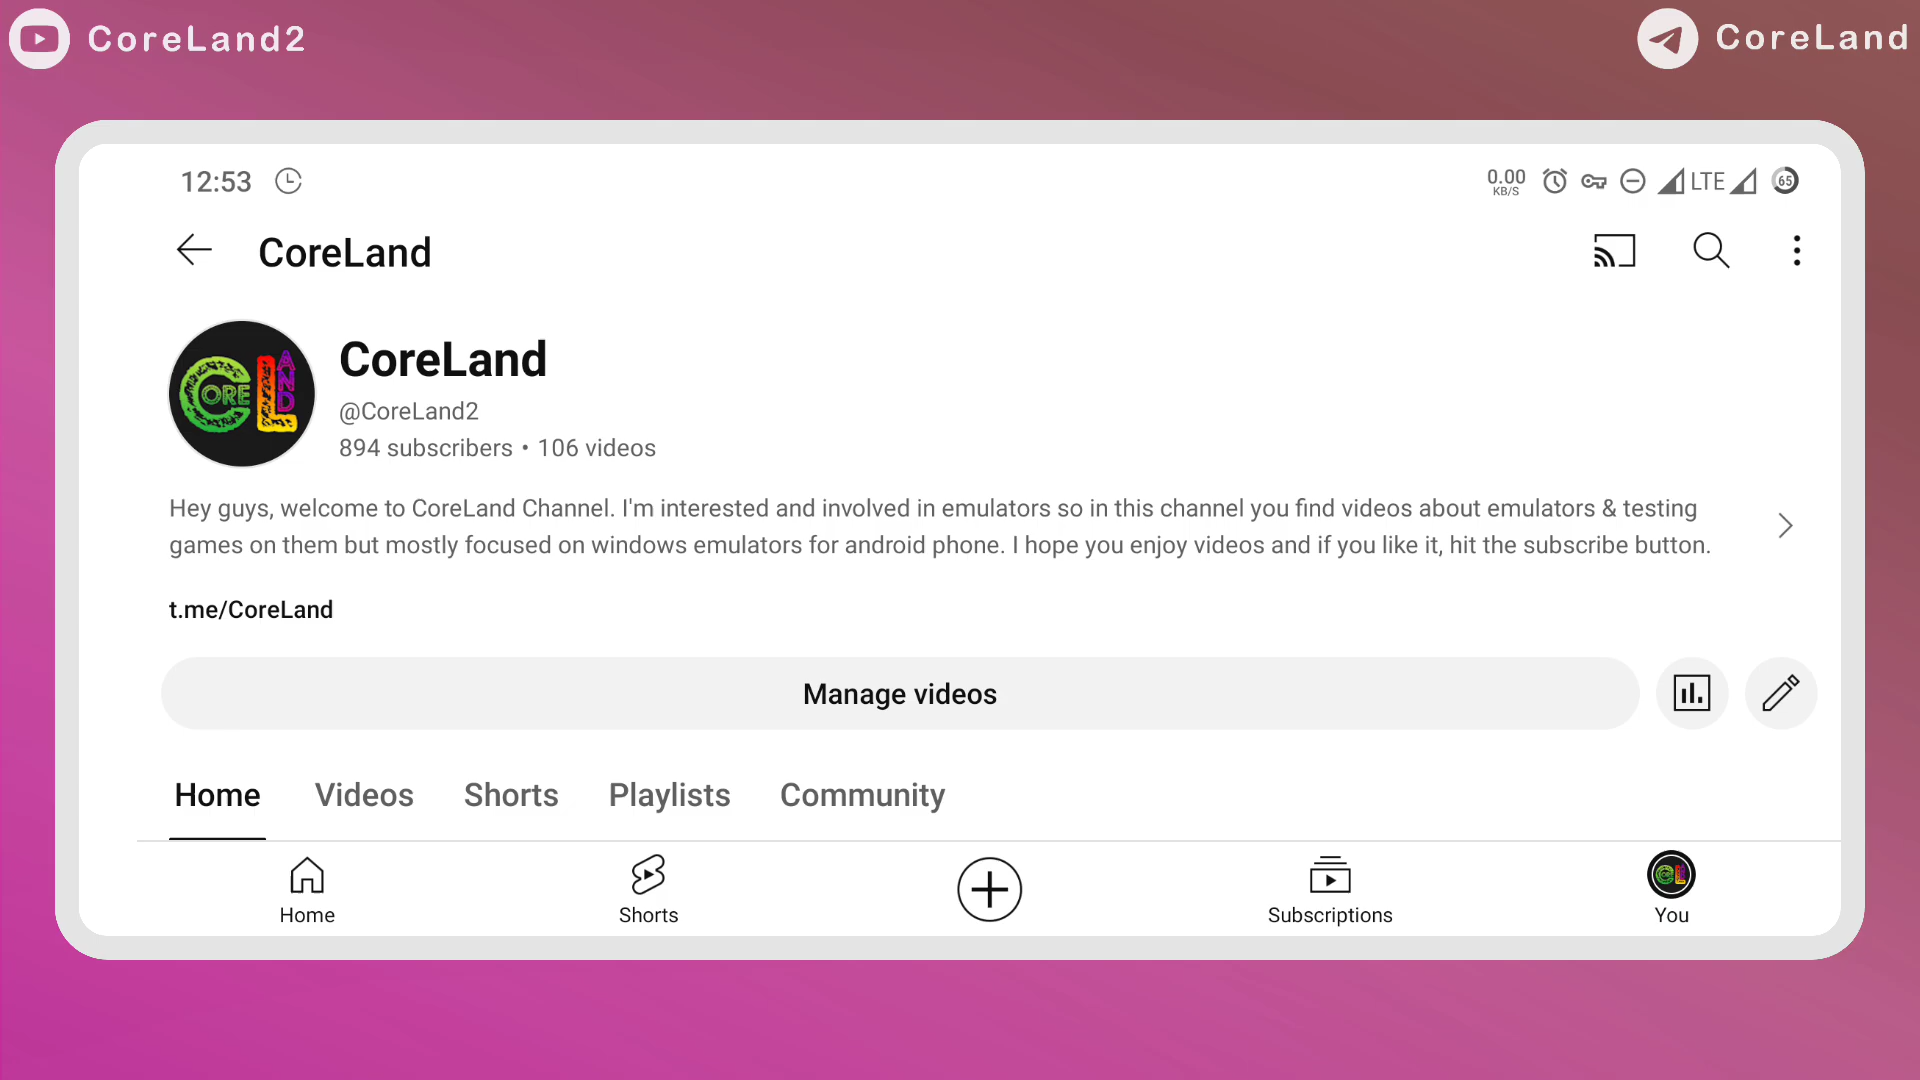 CoreLand2
CoreLand
12:53
0.00 KB/S LTE 65
CoreLand
CORE LAND
CoreLand
@CoreLand2
894 subscribers • 106 videos
Hey guys, welcome to CoreLand Channel. I'm interested and involved in emulators so in this channel you find videos about emulators & testing
games on them but mostly focused on windows emulators for android phone. I hope you enjoy videos and if you like it, hit the subscribe button.
t.me/CoreLand
Manage videos
Home Videos Shorts Playlists Community
Home Shorts Subscriptions You